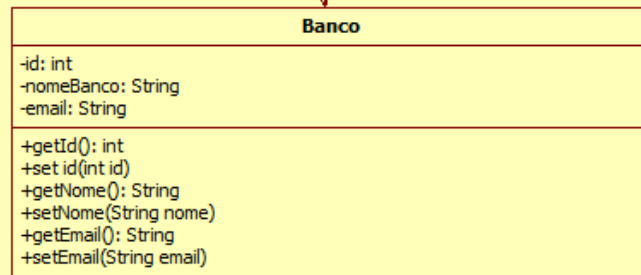 Banco
-id: int
-nomeBanco: String
-email: String
+getId(): int
+set id(int id)
+getNome(): String
+setNome(String nome)
+getEmail(): String
+setEmail(String email)